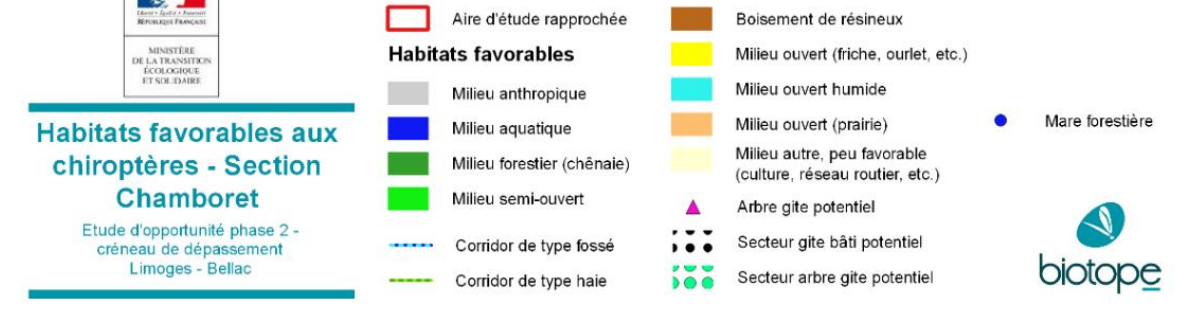 Liberté • Égalité • Fraternité
RÉPUBLIQUE FRANÇAISE
MINISTÈRE
DE LA TRANSITION
ÉCOLOGIQUE
ET SOLIDAIRE
Habitats favorables aux
chiroptères - Section
Chamboret
Etude d'opportunité phase 2 -
créneau de dépassement
Limoges - Bellac
Aire d'étude rapprochée
Habitats favorables
Milieu anthropique
Milieu aquatique
Milieu forestier (chênaie)
Milieu semi-ouvert
Corridor de type fossé
Corridor de type haie
Boisement de résineux
Milieu ouvert (friche, ourlet, etc.)
Milieu ouvert humide
Milieu ouvert (prairie)
Milieu autre, peu favorable
(culture, réseau routier, etc.)
Arbre gite potentiel
Secteur gite bâti potentiel
Secteur arbre gite potentiel
Mare forestière
biotope